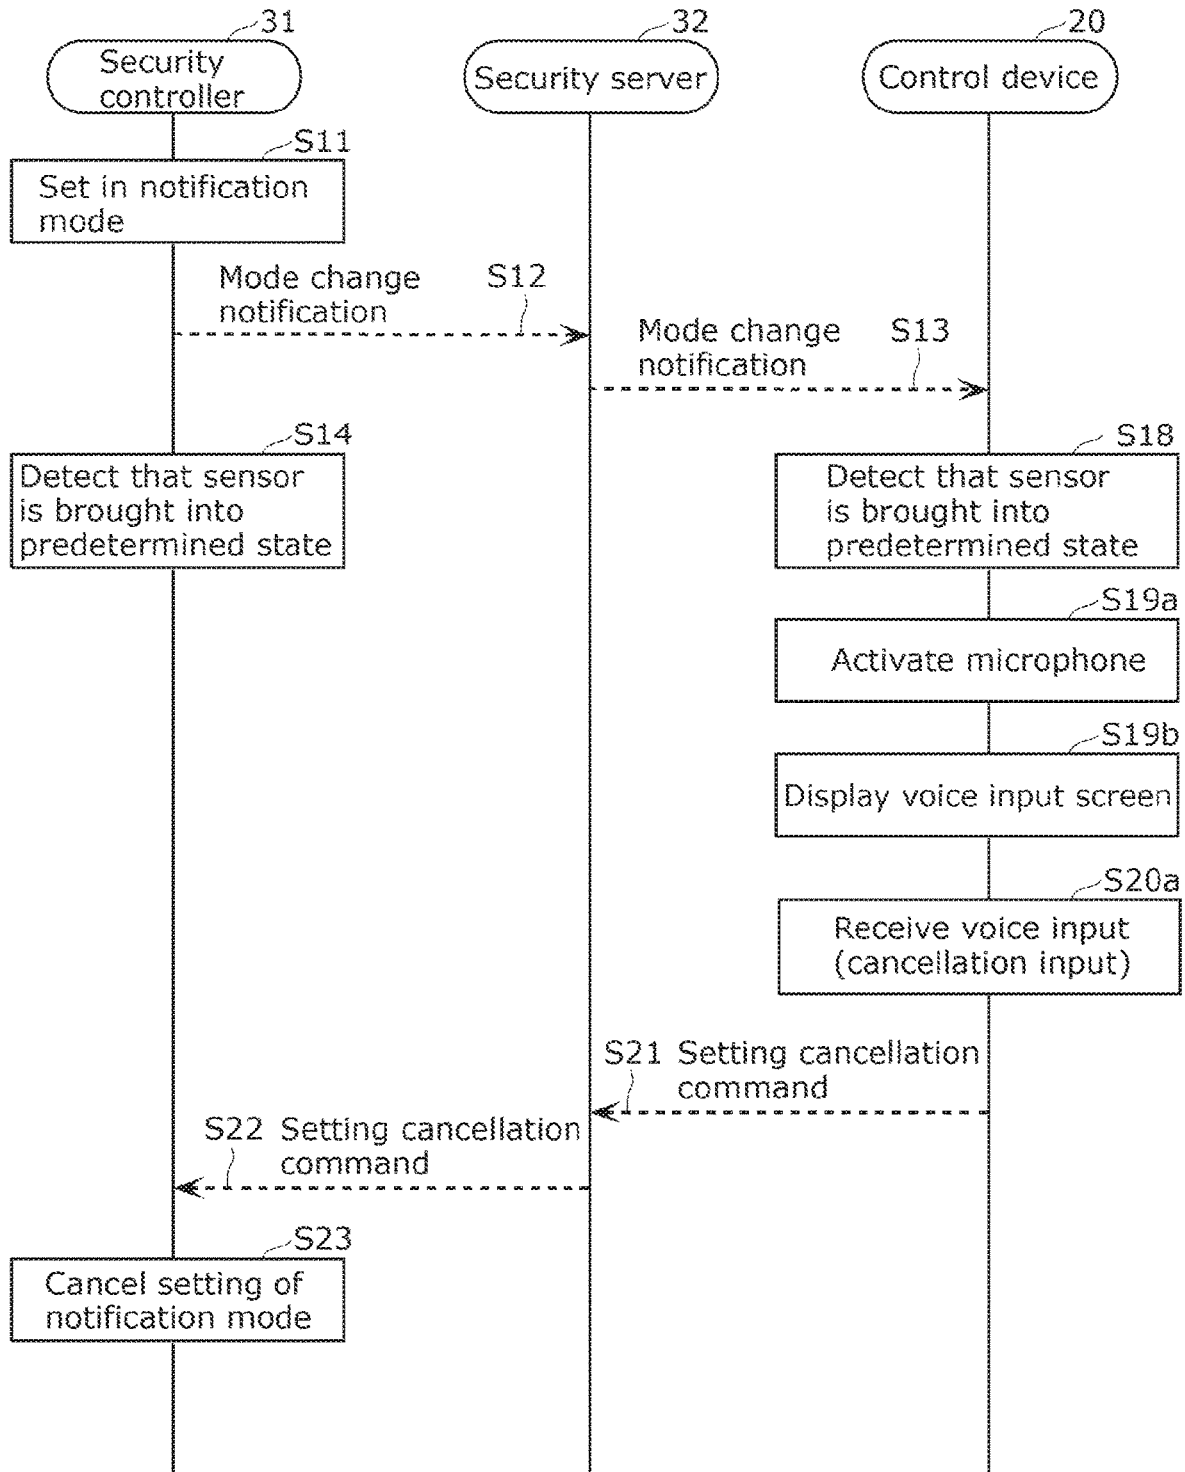 31
32
20
Security
controller
Security server
Control device
S11
Set in notification
mode
Mode change
notification
S12
Mode change
notification
S13
S14
Detect that sensor
is brought into
predetermined state
S18
Detect that sensor
is brought into
predetermined state
S19a
Activate microphone
S19b
Display voice input screen
S20a
Receive voice input
(cancellation input)
S21 Setting cancellation
command
S22 Setting cancellation
command
S23
Cancel setting of
notification mode